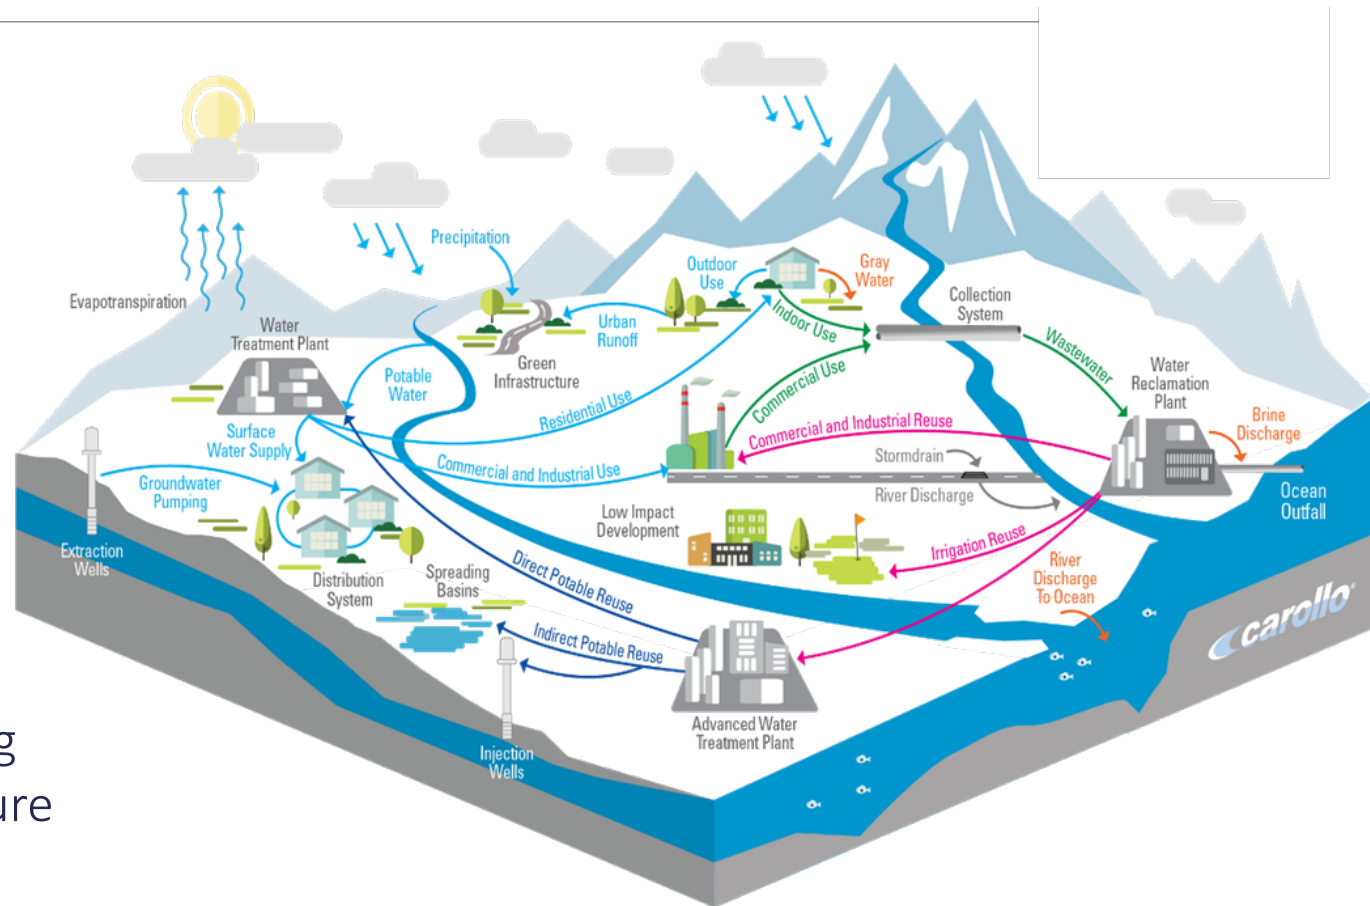 Precipitation
Evapotranspiration
Water
Treatment Plant
Outdoor
Use
Gray
Water
Collection
System
Urban
Runoff
Indoor Use
Green
Infrastructure
Potable
Water
Wastewater
Water
Reclamation
Plant
Residential Use
Commercial Use
Surface
Water Supply
Commercial and Industrial Reuse
Brine
Discharge
Commercial and Industrial Use
Stormdrain
Groundwater
Pumping
River Discharge
Ocean
Outfall
Low Impact
Development
Extraction
Wells
Irrigation Reuse
River
Discharge
To Ocean
Distribution
System
Spreading
Basins
Direct Potable Reuse
Indirect Potable Reuse
carollo®
Advanced Water
Treatment Plant
Injection
Wells
g
ure